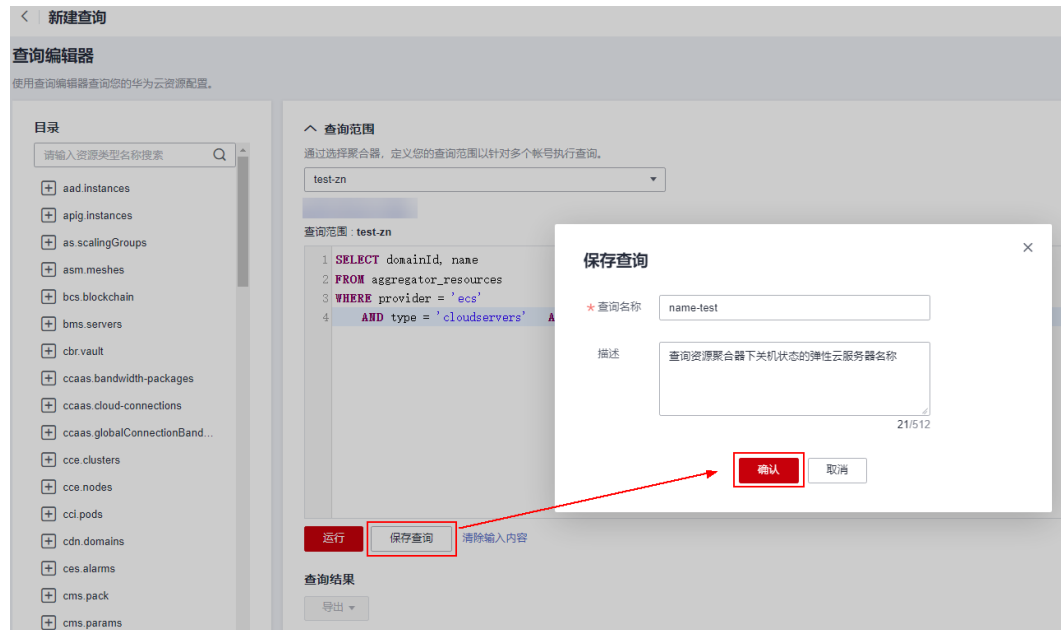 新建查询
查询编辑器
使用查询编辑器查询您的华为云资源配置。
目录
请输入资源类型名称搜索
aad.instances
apig.instances
as.scalingGroups
asm.meshes
bcs.blockchain
bms.servers
cbr.vault
ccaas.bandwidth-packages
ccaas.cloud-connections
ccaas.globalConnectionBand...
cce.clusters
cce.nodes
cci.pods
cdn.domains
ces.alarms
cms.pack
cms.params
查询范围
通过选择聚合器，定义您的查询范围以针对多个帐号执行查询。
test-zn
查询范围 : test-zn
1 SELECT domainId, name
2 FROM aggregator_resources
3 WHERE provider = 'ecs'
4 AND type = 'cloudservers' A
运行 保存查询 清除输入内容
查询结果
导出
保存查询
* 查询名称 name-test
描述 查询资源聚合器下关机状态的弹性云服务器名称
21/512
确认 取消